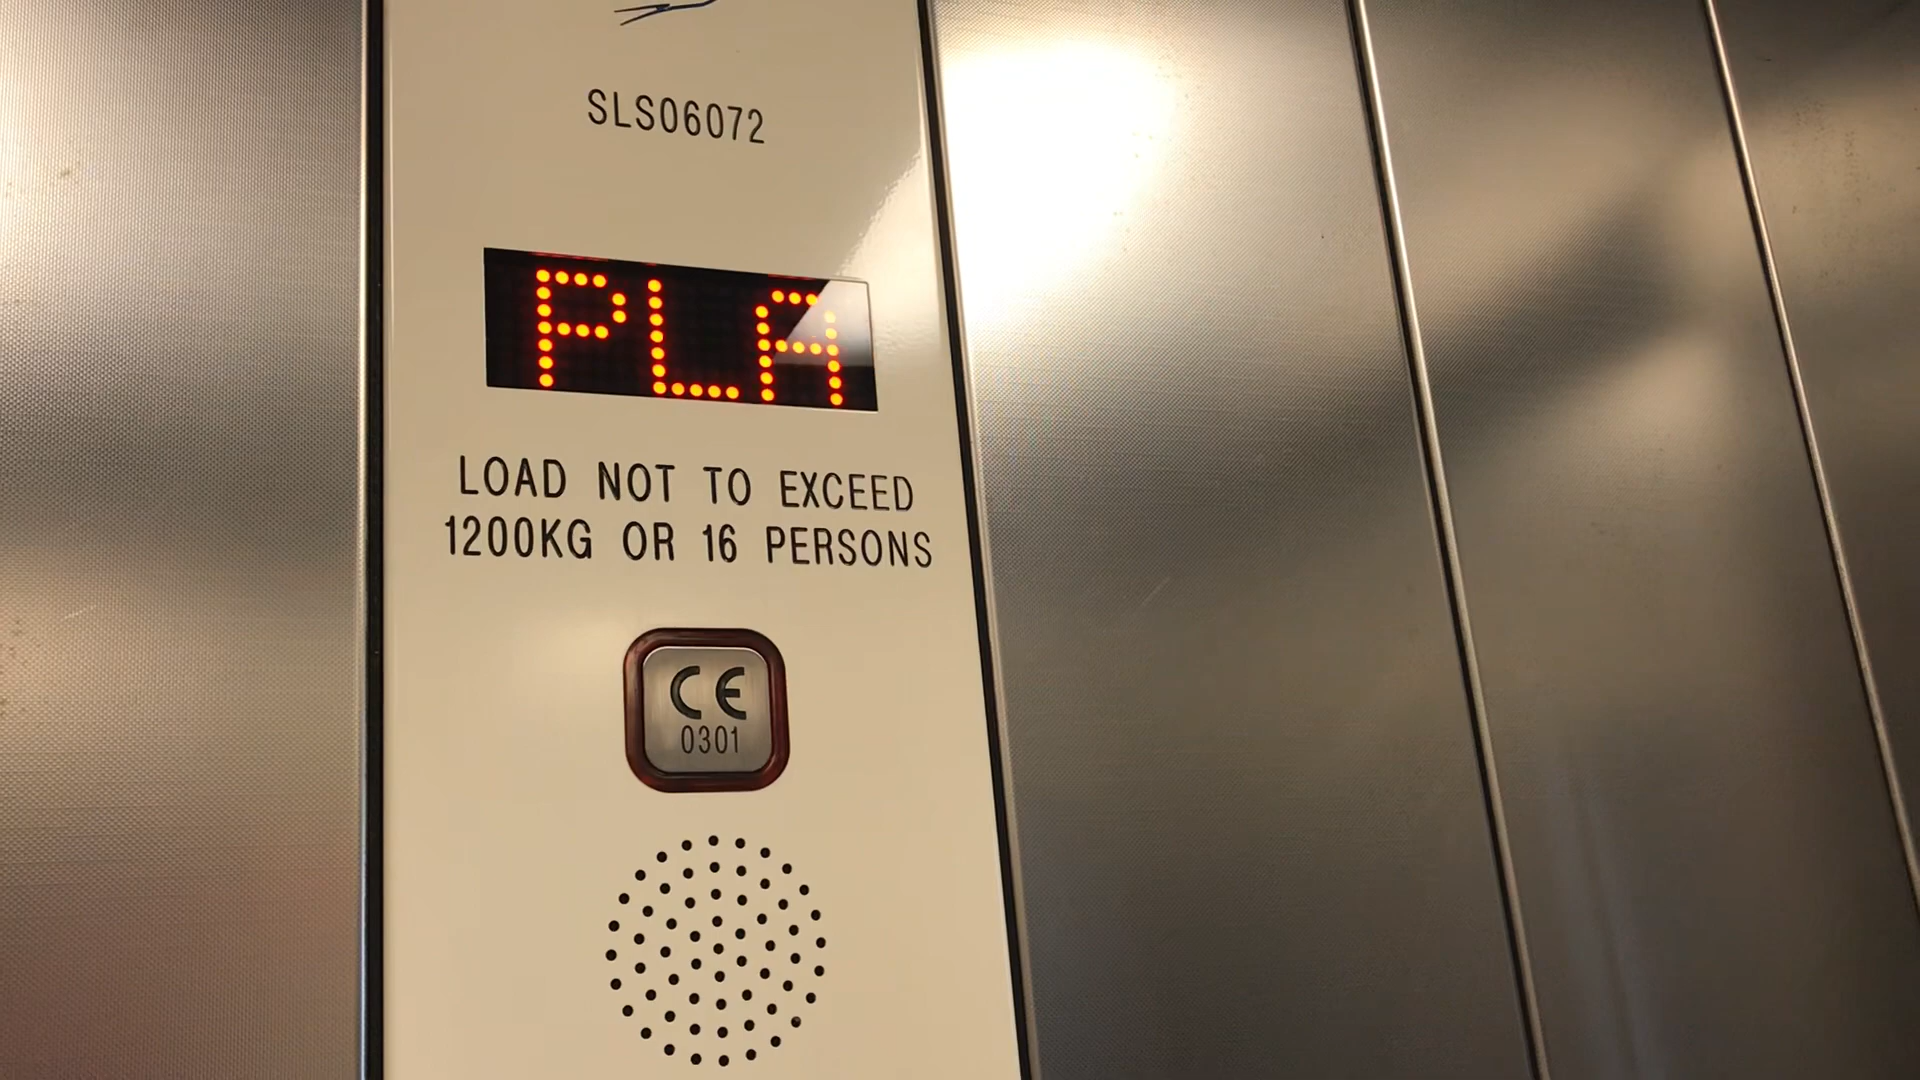 SLS06072
PLA
LOAD NOT TO EXCEED
1200KG OR 16 PERSONS
CE
0301